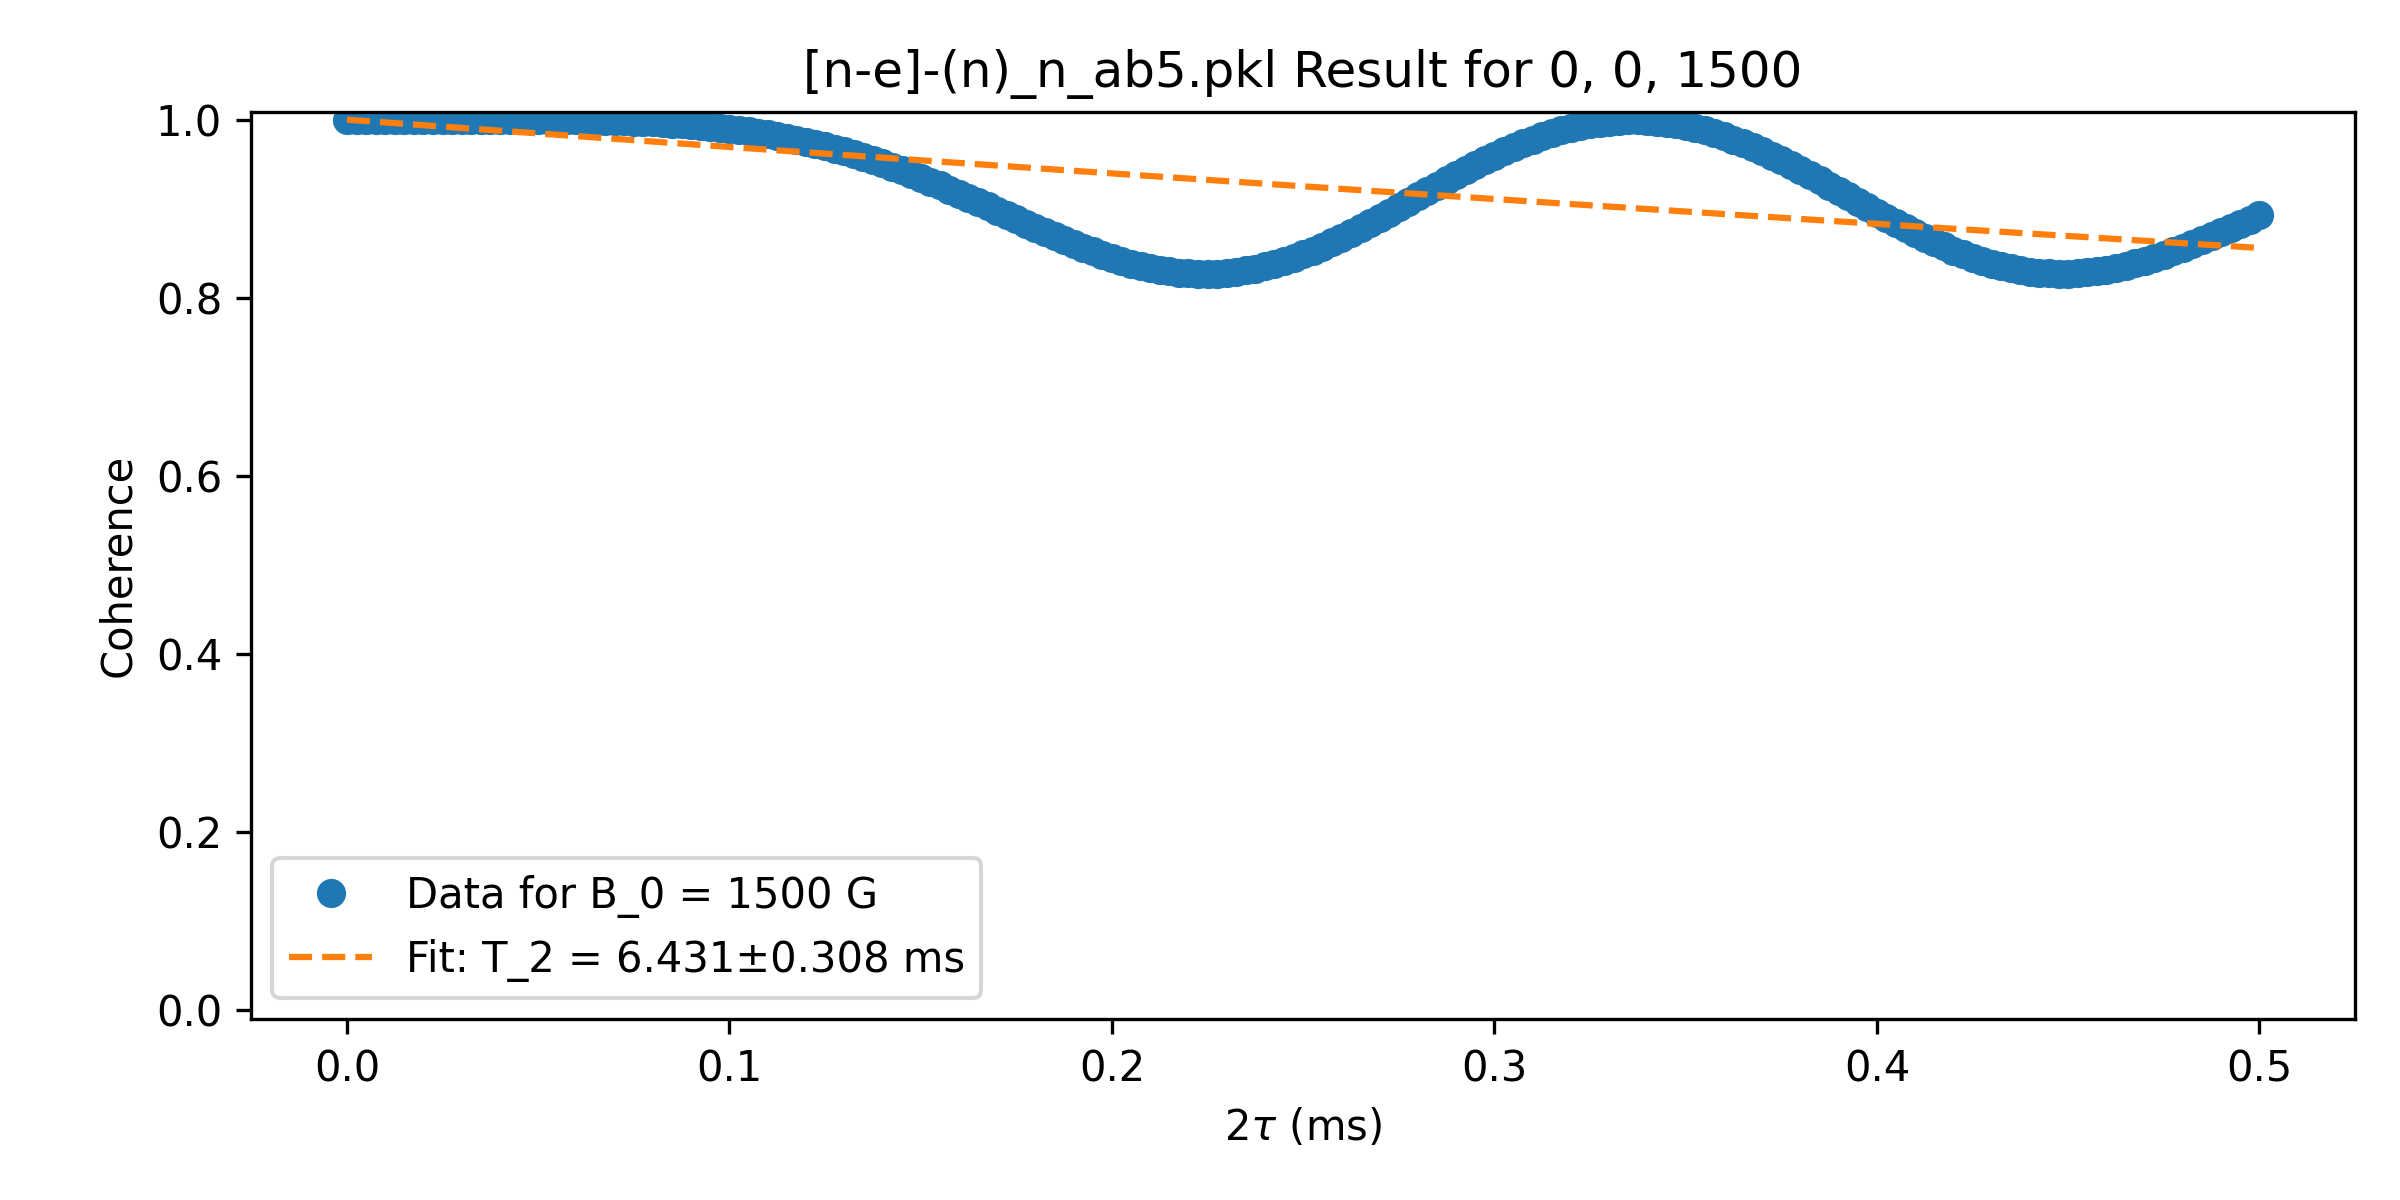 [n-e]-(n)_n_ab5.pkl Result for 0, 0, 1500
1.0
0.8
0.6
0.4
0.2
0.0
Coherence
Data for B_0 = 1500 G
Fit: T_2 = 6.431±0.308 ms
0.0 0.1 0.2 0.3 0.4 0.5
2τ (ms)